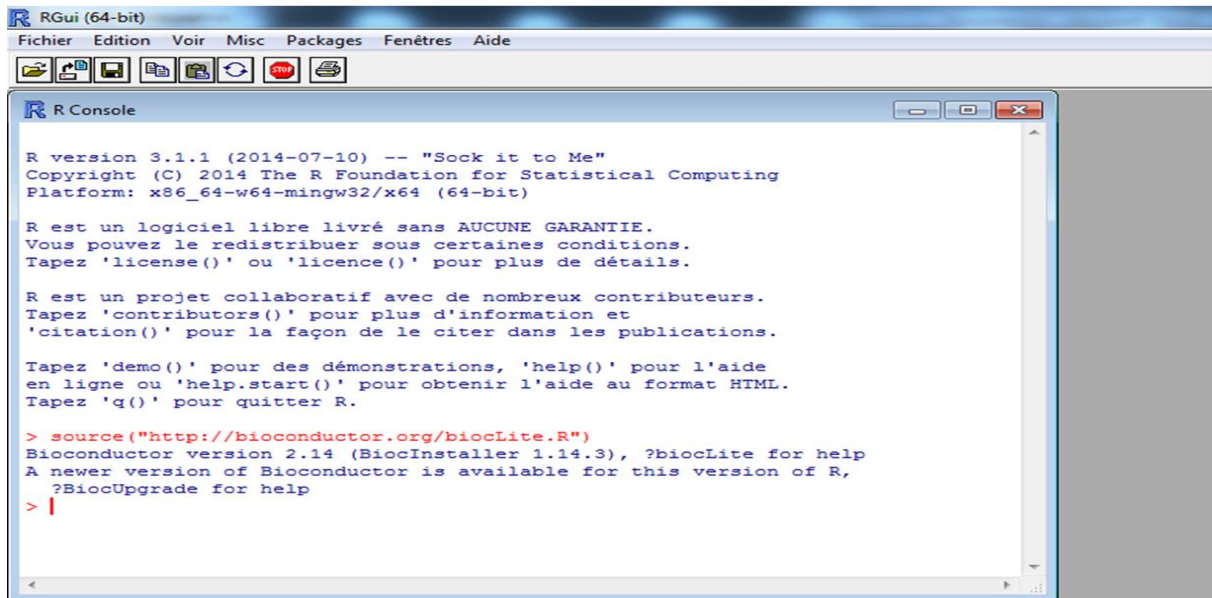 RGui (64-bit)
Fichier Edition Voir Misc Packages Fenêtres Aide
STOP
R Console
R version 3.1.1 (2014-07-10) -- "Sock it to Me"
Copyright (C) 2014 The R Foundation for Statistical Computing
Platform: x86_64-w64-mingw32/x64 (64-bit)
R est un logiciel libre livré sans AUCUNE GARANTIE.
Vous pouvez le redistribuer sous certaines conditions.
Tapez 'license()' ou 'licence()' pour plus de détails.
R est un projet collaboratif avec de nombreux contributeurs.
Tapez 'contributors()' pour plus d'information et
'citation()' pour la façon de le citer dans les publications.
Tapez 'demo()' pour des démonstrations, 'help()' pour l'aide
en ligne ou 'help.start()' pour obtenir l'aide au format HTML.
Tapez 'q()' pour quitter R.
> source("http://bioconductor.org/biocLite.R")
Bioconductor version 2.14 (BiocInstaller 1.14.3), ?biocLite for help
A newer version of Bioconductor is available for this version of R,
?BiocUpgrade for help
>